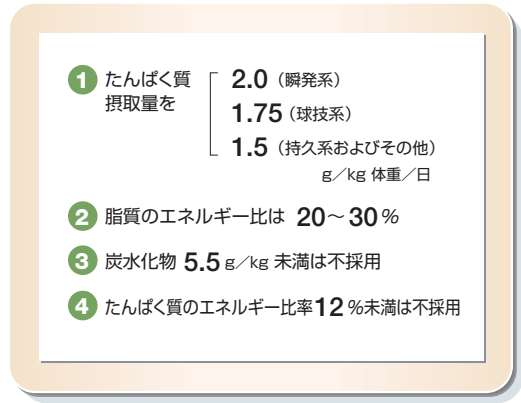 1 たんぱく質 2.0（瞬発系）
摂取量を 1.75（球技系）
1.5（持久系およびその他）
g／kg 体重／日
2 脂質のエネルギー比は 20〜30％
3 炭水化物 5.5 g／kg 未満は不採用
4 たんぱく質のエネルギー比率12％未満は不採用